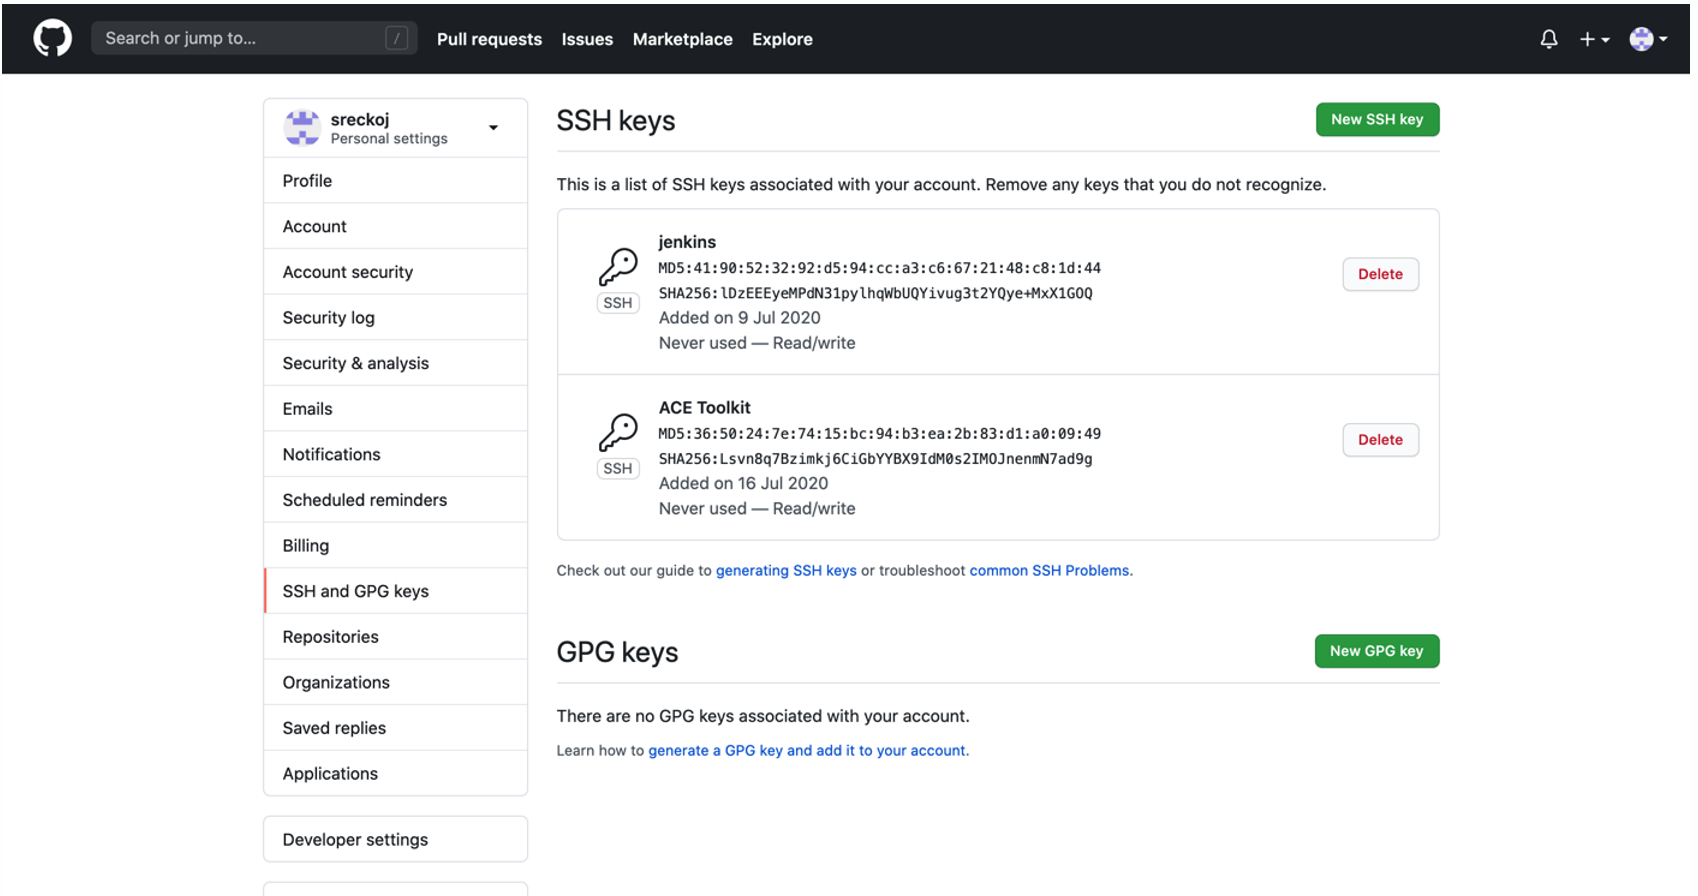 Search or jump to... /
Pull requests
Issues
Marketplace
Explore
sreckoj
Personal settings
Profile
Account
Account security
Security log
Security & analysis
Emails
Notifications
Scheduled reminders
Billing
SSH and GPG keys
Repositories
Organizations
Saved replies
Applications
Developer settings
SSH keys
New SSH key
This is a list of SSH keys associated with your account. Remove any keys that you do not recognize.
SSH
jenkins
MD5:41:90:52:32:92:d5:94:cc:a3:c6:67:21:48:c8:1d:44
SHA256:lDzEEEyeMPdN31pylhqWbUQYivug3t2YQye+MxX1GOQ
Added on 9 Jul 2020
Never used — Read/write
Delete
SSH
ACE Toolkit
MD5:36:50:24:7e:74:15:bc:94:b3:ea:2b:83:d1:a0:09:49
SHA256:Lsvn8q7Bzimkj6CiGbYYBX9IdM0s2IMOJnenmN7ad9g
Added on 16 Jul 2020
Never used — Read/write
Delete
Check out our guide to generating SSH keys or troubleshoot common SSH Problems.
GPG keys
New GPG key
There are no GPG keys associated with your account.
Learn how to generate a GPG key and add it to your account.